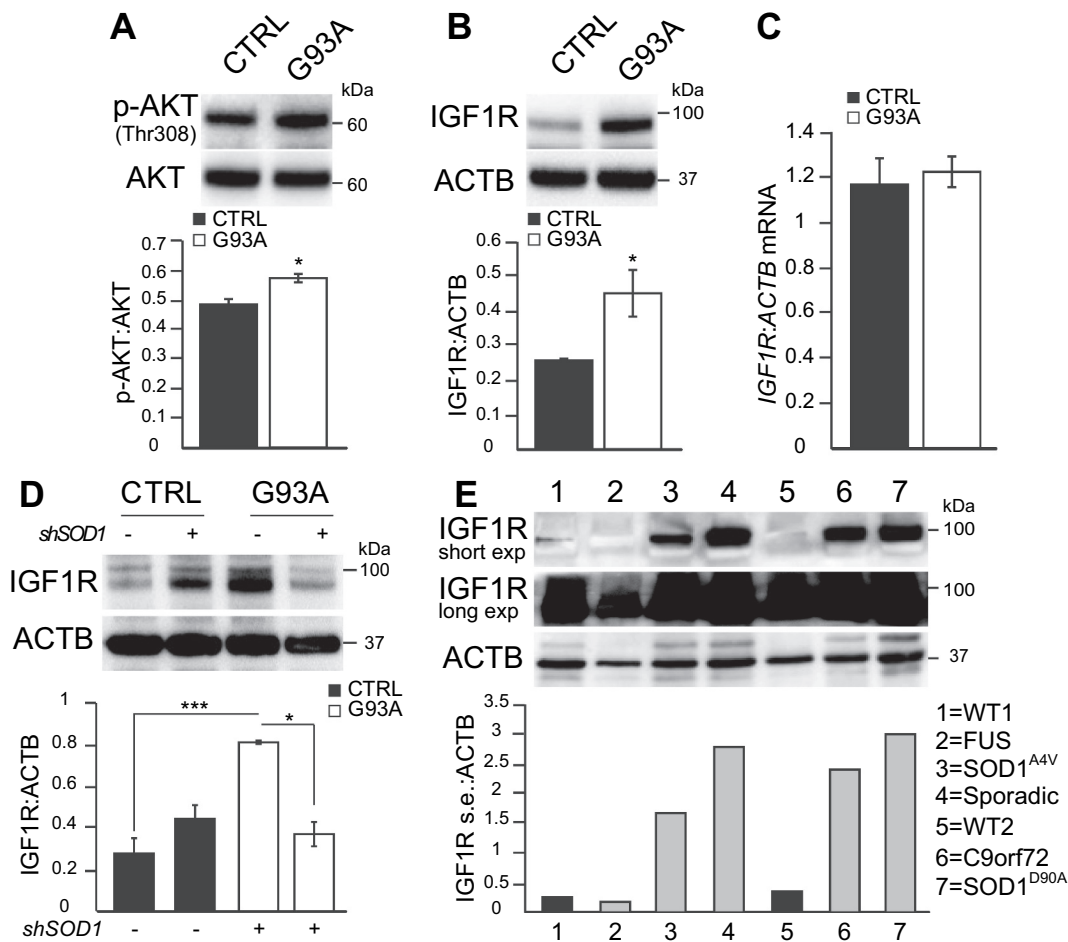 A
CTRL G93A
kDa
p-AKT
(Thr308)
60
AKT
60
CTRL
G93A
0.7
0.6
0.5
0.4
0.3
0.2
0.1
0
p-AKT:AKT
*
B
CTRL G93A
kDa
IGF1R
100
ACTB
37
CTRL
G93A
0.6
0.5
0.4
0.3
0.2
0.1
0
IGF1R:ACTB
*
C
CTRL
G93A
1.4
1.2
1
0.8
0.6
0.4
0.2
0
IGF1R:ACTB mRNA
D
CTRL G93A
shSOD1 - + - +
kDa
IGF1R
100
ACTB
37
CTRL
G93A
1
0.8
0.6
0.4
0.2
0
IGF1R:ACTB
***
*
shSOD1 - - + +
E
1 2 3 4 5 6 7
kDa
IGF1R
short exp
100
IGF1R
long exp
100
ACTB
37
3.5
3
2.5
2
1.5
1
0.5
0
IGF1R s.e.:ACTB
1 2 3 4 5 6 7
1=WT1
2=FUS
3=SOD1^A4V
4=Sporadic
5=WT2
6=C9orf72
7=SOD1^D90A